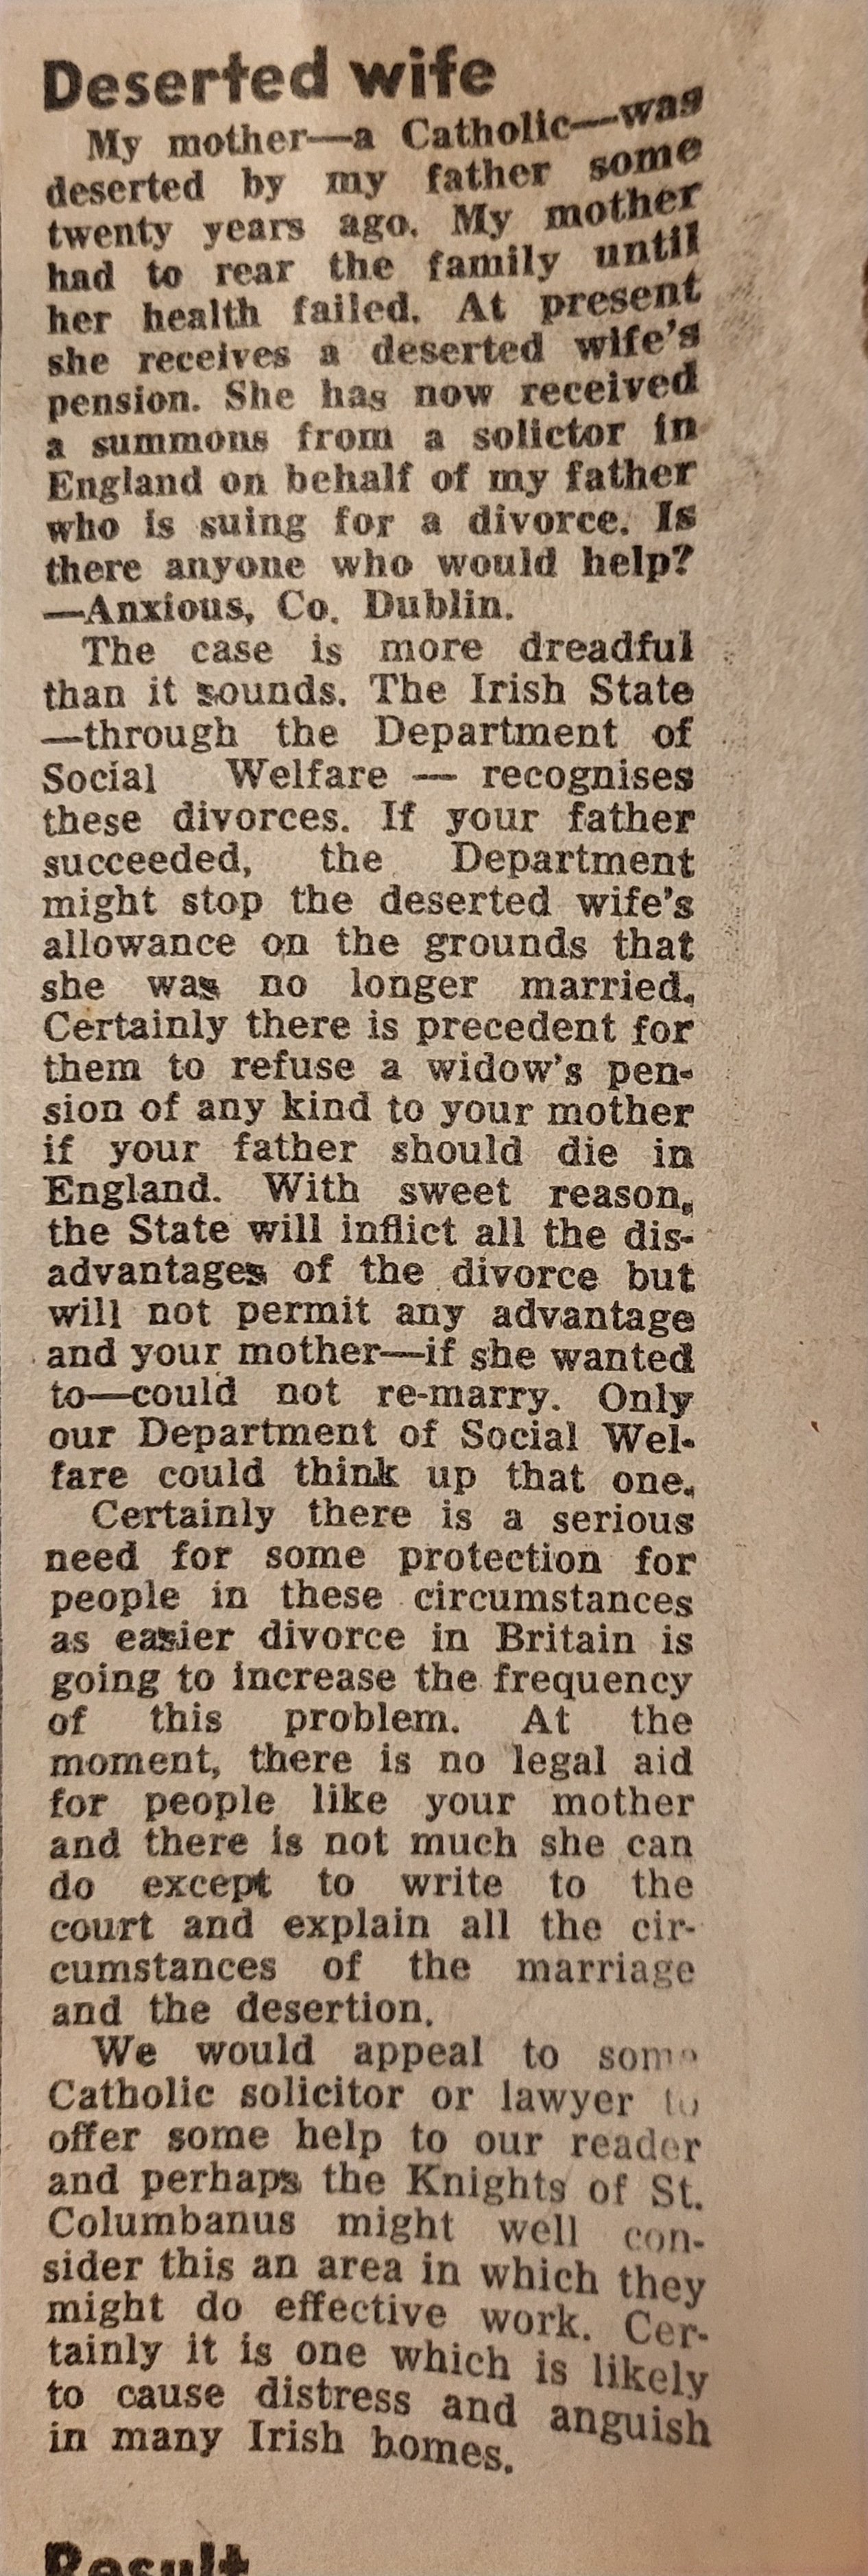 Deserted wife
My mother—a Catholic—was
deserted by my father some
twenty years ago. My mother
had to rear the family until
her health failed. At present
she receives a deserted wife's
pension. She has now received
a summons from a solictor in
England on behalf of my father
who is suing for a divorce. Is
there anyone who would help?
—Anxious, Co. Dublin.
The case is more dreadful
than it sounds. The Irish State
—through the Department of
Social Welfare — recognises
these divorces. If your father
succeeded, the Department
might stop the deserted wife's
allowance on the grounds that
she was no longer married.
Certainly there is precedent for
them to refuse a widow's pen-
sion of any kind to your mother
if your father should die in
England. With sweet reason,
the State will inflict all the dis-
advantages of the divorce but
will not permit any advantage
and your mother—if she wanted
to—could not re-marry. Only
our Department of Social Wel-
fare could think up that one.
Certainly there is a serious
need for some protection for
people in these circumstances
as easier divorce in Britain is
going to increase the frequency
of this problem. At the
moment, there is no legal aid
for people like your mother
and there is not much she can
do except to write to the
court and explain all the cir-
cumstances of the marriage
and the desertion.
We would appeal to some
Catholic solicitor or lawyer to
offer some help to our reader
and perhaps the Knights of St.
Columbanus might well con-
sider this an area in which they
might do effective work. Cer-
tainly it is one which is likely
to cause distress and anguish
in many Irish homes.
Result